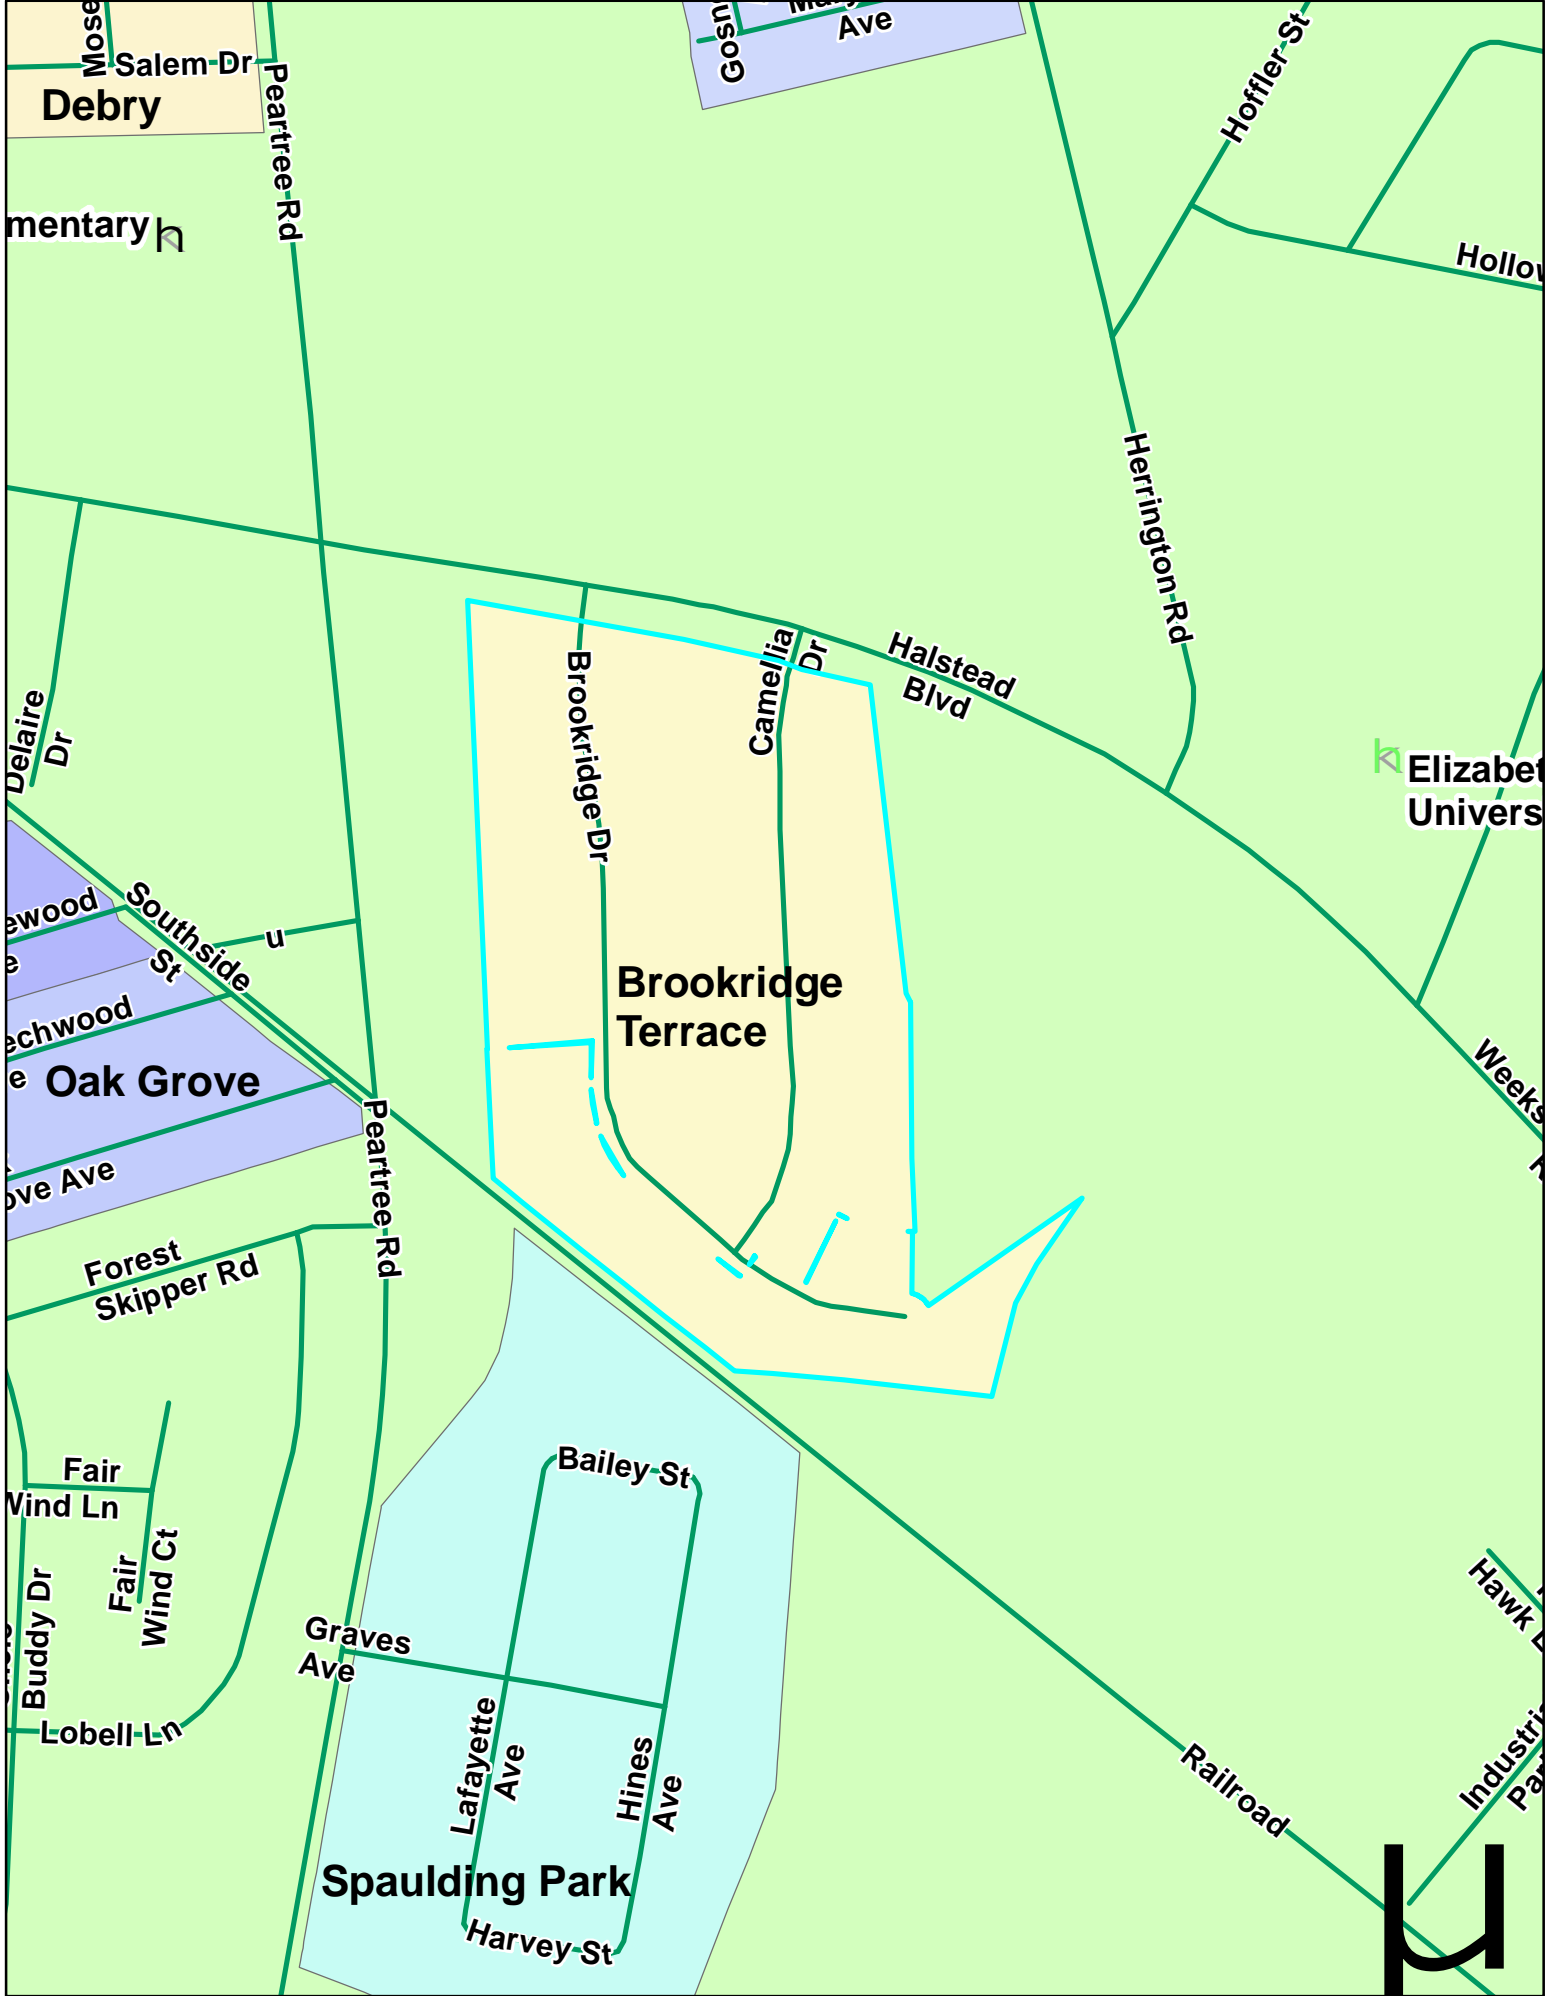 Ave
Salem Dr
Debry
Peartree Rd
Hoffler St
mentary
Herrington Rd
Camellia
Dr
Halstead
Blvd
Brookridge Dr
Delaire
Dr
Elizabet
Univers
ewood
e
Southside
St
u
Brookridge
Terrace
echwood
e
Oak Grove
Weeks
Peartree Rd
ove Ave
Forest
Skipper Rd
Bailey St
Fair
Wind Ln
Fair
Wind Ct
Buddy Dr
Hawk
Graves
Ave
Lobell Ln
Lafayette
Ave
Hines
Ave
Railroad
Industri
Spaulding Park
Harvey St
µ